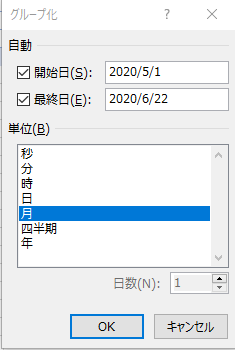 グループ化
自動
開始日(S): 2020/5/1
最終日(E): 2020/6/22
単位(B)
秒
分
時
日
月
四半期
年
日数(N): 1
OK キャンセル